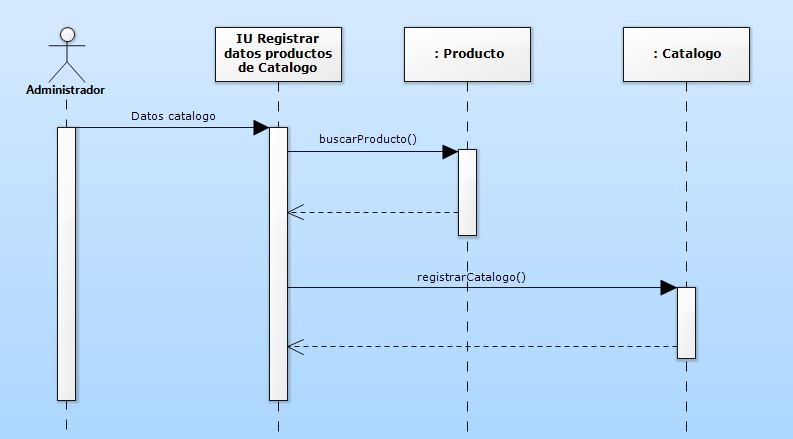 IU Registrar
datos productos
de Catalogo
: Producto
: Catalogo
Administrador
Datos catalogo
buscarProducto()
registrarCatalogo()